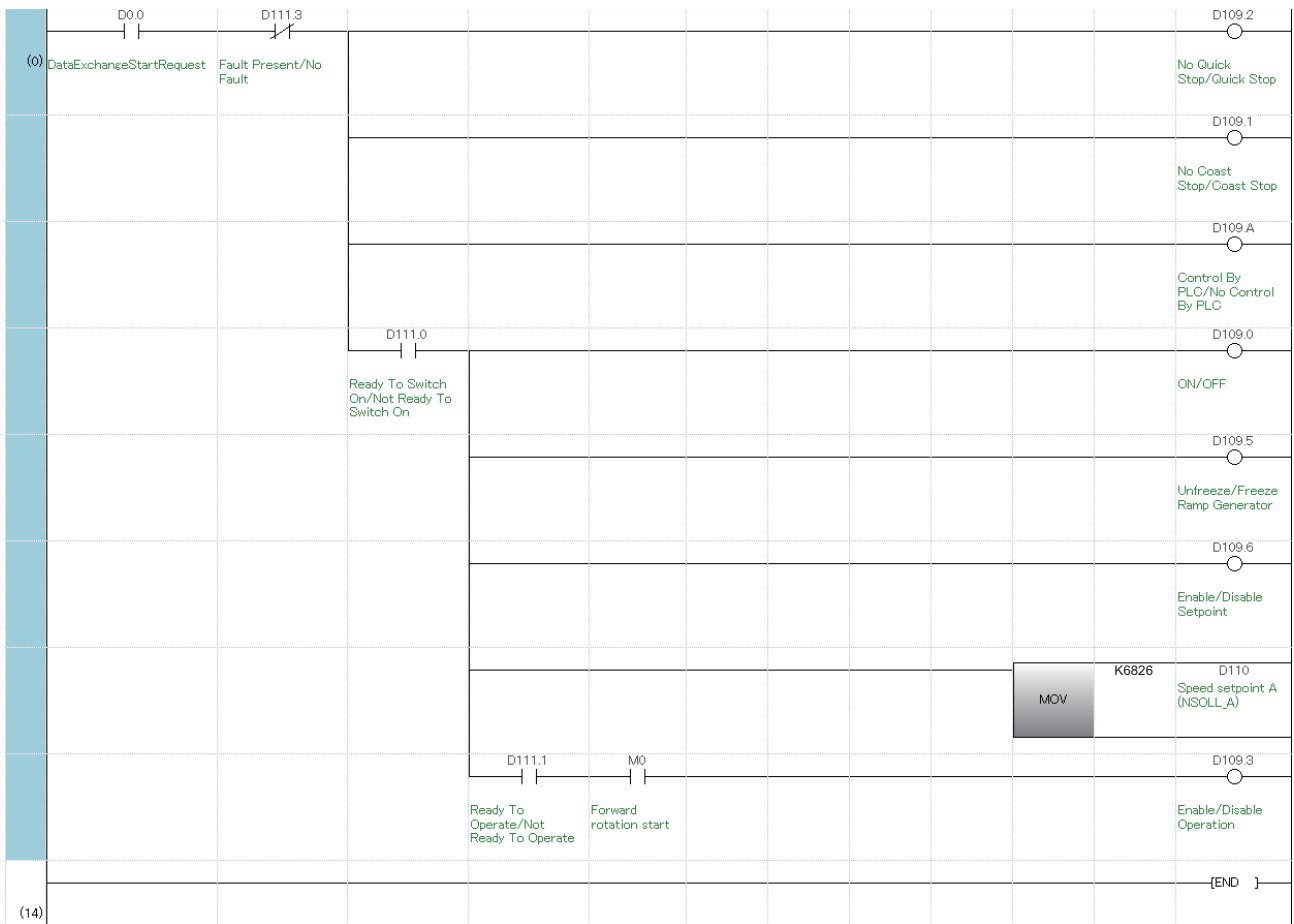 D0.0 D111.3 D109.2
(0) DataExchangeStartRequest Fault Present/No
Fault
No Quick
Stop/Quick Stop
D109.1
No Coast
Stop/Coast Stop
D109.A
Control By
PLC/No Control
By PLC
D111.0 D109.0
Ready To Switch
On/Not Ready To
Switch On
ON/OFF
D109.5
Unfreeze/Freeze
Ramp Generator
D109.6
Enable/Disable
Setpoint
MOV K6826 D110
Speed setpoint A
(NSOLL_A)
D111.1 M0 D109.3
Ready To
Operate/Not
Ready To Operate
Forward
rotation start
Enable/Disable
Operation
[END ]
(14)